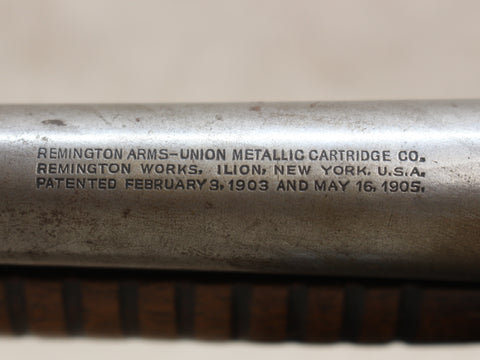 REMINGTON ARMS-UNION METALLIC CARTRIDGE CO.
REMINGTON WORKS. ILION, NEW YORK. U.S.A.
PATENTED FEBRUARY 3, 1903 AND MAY 16, 1905.